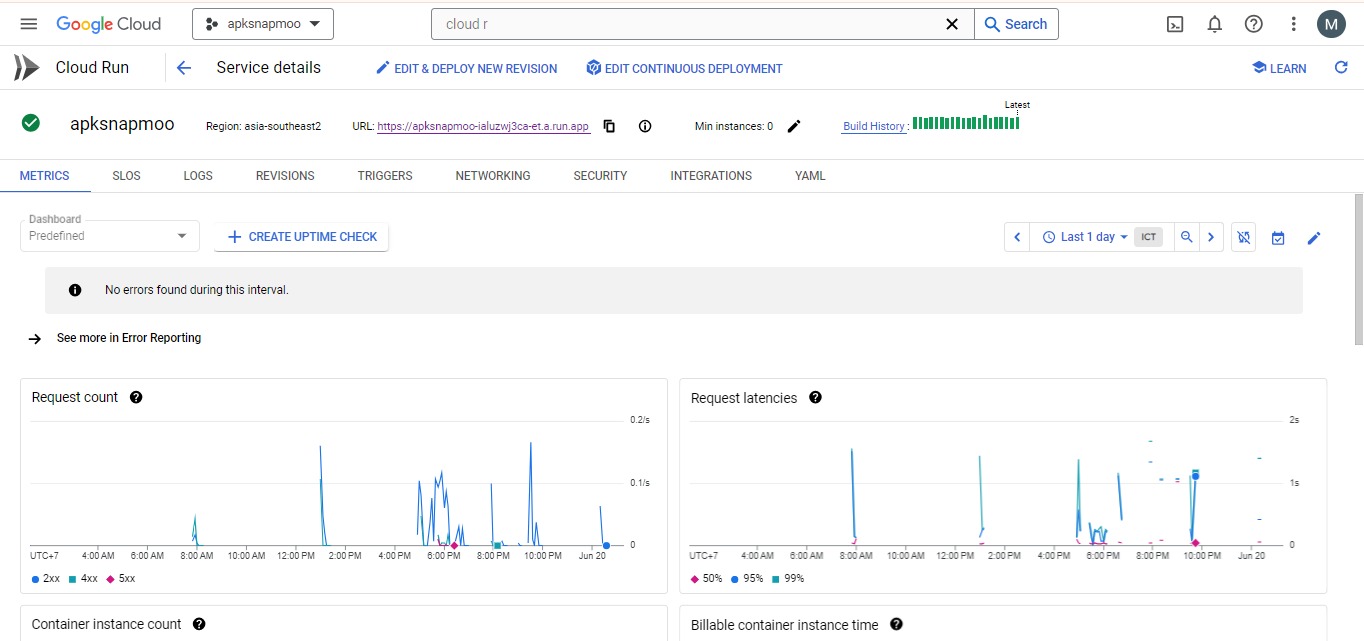 Google Cloud
apksnapmoo
cloud r
Search
M
Cloud Run
Service details
EDIT & DEPLOY NEW REVISION
EDIT CONTINUOUS DEPLOYMENT
LEARN
Latest
apksnapmoo
Region: asia-southeast2
URL: https://apksnapmoo-ialuzwj3ca-et.a.run.app
Min instances: 0
Build History :
METRICS SLOS LOGS REVISIONS TRIGGERS NETWORKING SECURITY INTEGRATIONS YAML
Dashboard
Predefined
CREATE UPTIME CHECK
Last 1 day ICT
No errors found during this interval.
See more in Error Reporting
Request count
0.2/s
0.1/s
0
UTC+7 4:00 AM 6:00 AM 8:00 AM 10:00 AM 12:00 PM 2:00 PM 4:00 PM 6:00 PM 8:00 PM 10:00 PM Jun 20
2xx 4xx 5xx
Request latencies
2s
1s
0
UTC+7 4:00 AM 6:00 AM 8:00 AM 10:00 AM 12:00 PM 2:00 PM 4:00 PM 6:00 PM 8:00 PM 10:00 PM Jun 20
50% 95% 99%
Container instance count
Billable container instance time